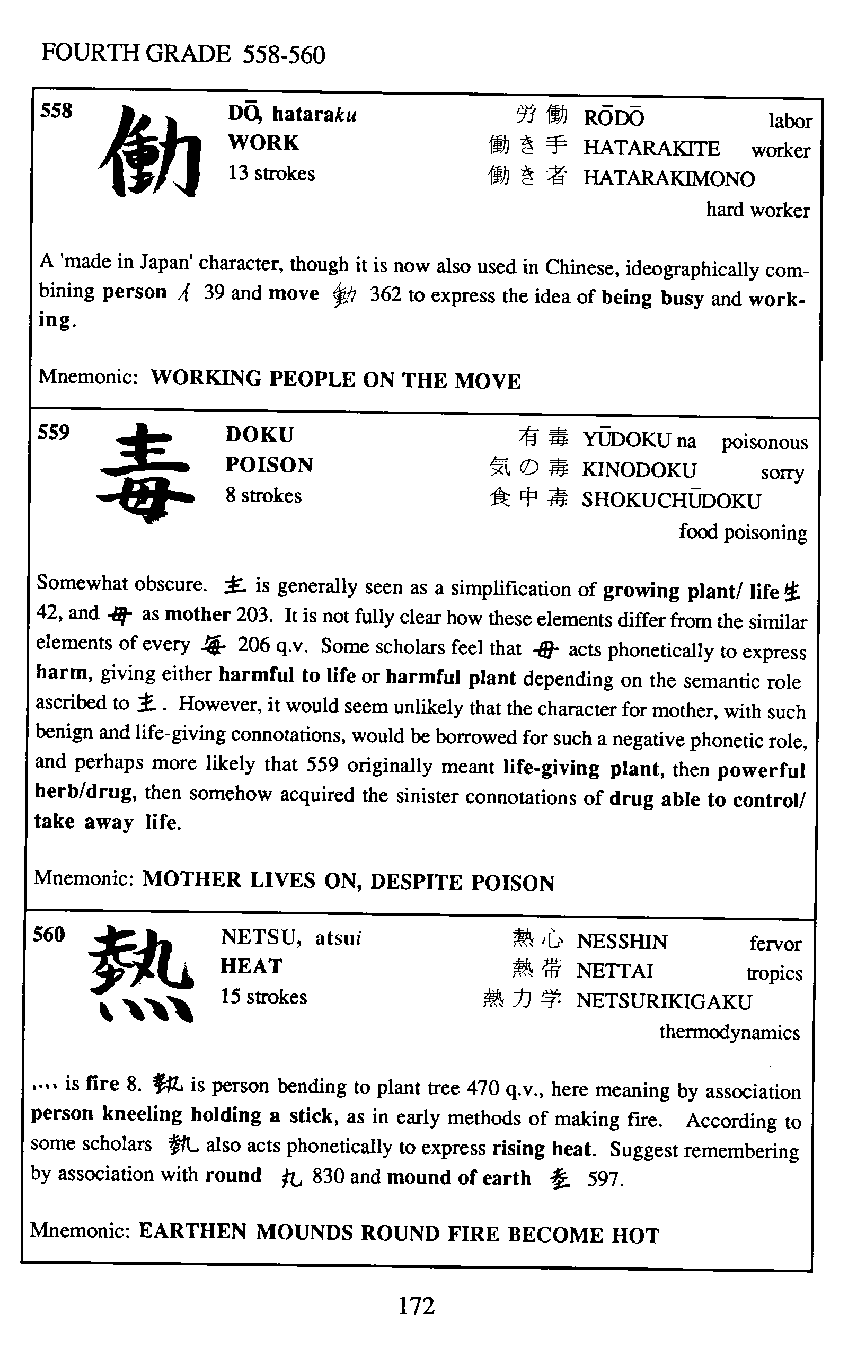 FOURTH GRADE 558-560
558 働 DŌ, hataraku 労働 RŌDŌ labor
WORK 働き手 HATARAKITE worker
13 strokes 働き者 HATARAKIMONO
hard worker
A 'made in Japan' character, though it is now also used in Chinese, ideographically com-
bining person 亻 39 and move 動 362 to express the idea of being busy and work-
ing.
Mnemonic: WORKING PEOPLE ON THE MOVE
559 毒 DOKU 有毒 YŪDOKU na poisonous
POISON 気の毒 KINODOKU sorry
8 strokes 食中毒 SHOKUCHŪDOKU
food poisoning
Somewhat obscure. 龶 is generally seen as a simplification of growing plant/ life 生
42, and 毋 as mother 203. It is not fully clear how these elements differ from the similar
elements of every 毎 206 q.v. Some scholars feel that 毋 acts phonetically to express
harm, giving either harmful to life or harmful plant depending on the semantic role
ascribed to 龶. However, it would seem unlikely that the character for mother, with such
benign and life-giving connotations, would be borrowed for such a negative phonetic role,
and perhaps more likely that 559 originally meant life-giving plant, then powerful
herb/drug, then somehow acquired the sinister connotations of drug able to control/
take away life.
Mnemonic: MOTHER LIVES ON, DESPITE POISON
560 熱 NETSU, atsui 熱心 NESSHIN fervor
HEAT 熱帯 NETTAI tropics
15 strokes 熱力学 NETSURIKIGAKU
thermodynamics
灬 is fire 8. 埶 is person bending to plant tree 470 q.v., here meaning by association
person kneeling holding a stick, as in early methods of making fire. According to
some scholars 埶 also acts phonetically to express rising heat. Suggest remembering
by association with round 丸 830 and mound of earth 坴 597.
Mnemonic: EARTHEN MOUNDS ROUND FIRE BECOME HOT
172